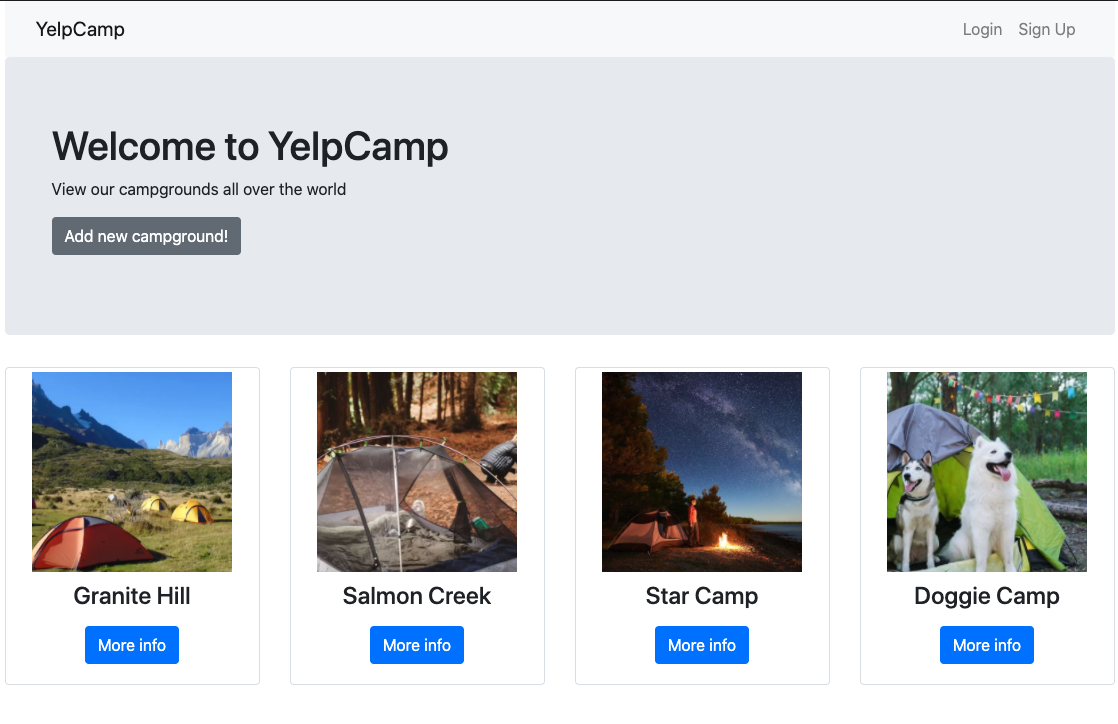 YelpCamp
Login
Sign Up
Welcome to YelpCamp
View our campgrounds all over the world
Add new campground!
Granite Hill
Salmon Creek
Star Camp
Doggie Camp
More info
More info
More info
More info